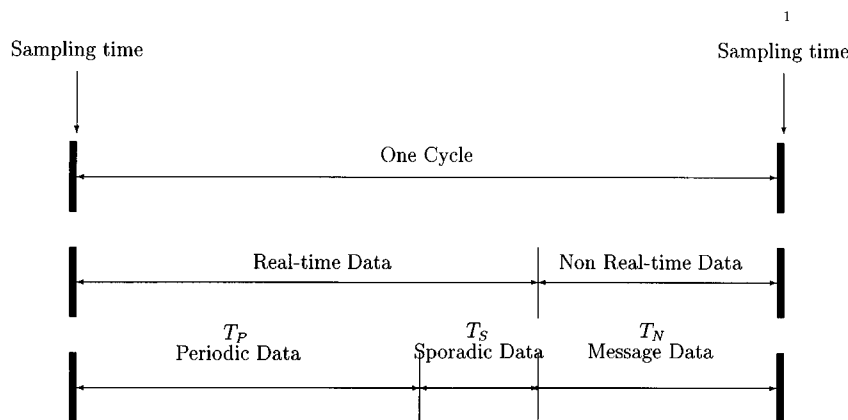 1
Sampling time
Sampling time
One Cycle
Real-time Data
Non Real-time Data
T_P
T_S
T_N
Periodic Data
Sporadic Data
Message Data